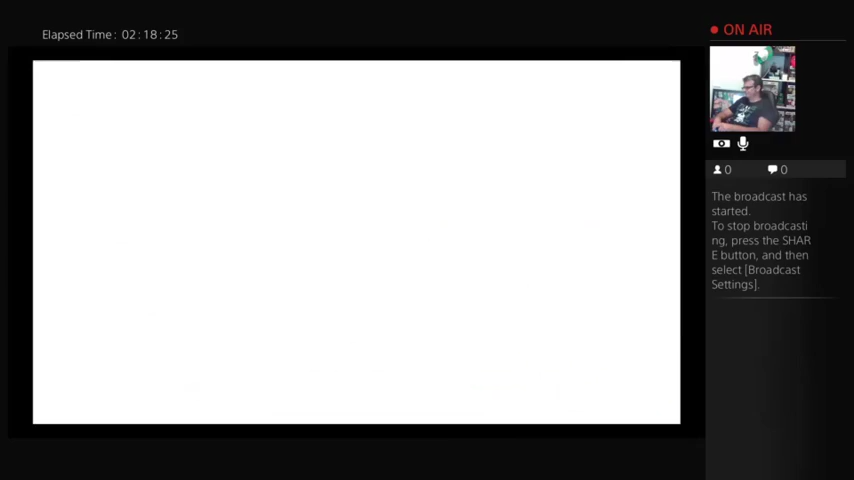 Elapsed Time: 02:18:25
ON AIR
0
0
The broadcast has
started.
To stop broadcasti
ng, press the SHAR
E button, and then
select [Broadcast
Settings].